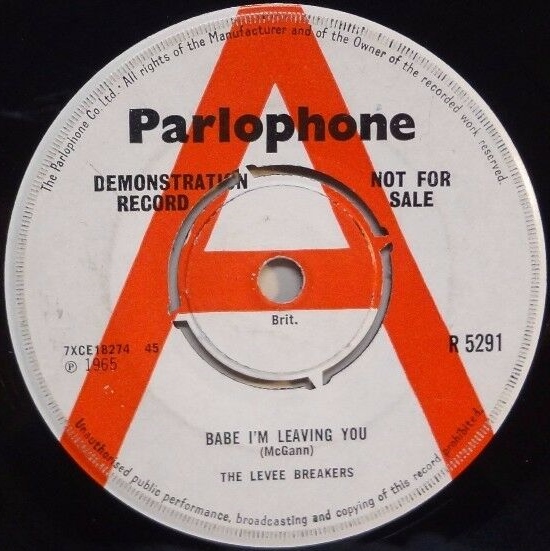 The Parlophone Co Ltd · All rights of the Manufacturer and of the Owner of the recorded work reserved.
Parlophone
DEMONSTRATION NOT FOR
RECORD SALE
Brit.
7XCE18274 45 R 5291
Ⓟ 1965
BABE I'M LEAVING YOU
(McGann)
THE LEVEE BREAKERS
Unauthorised public performance, broadcasting and copying of this record prohibited.